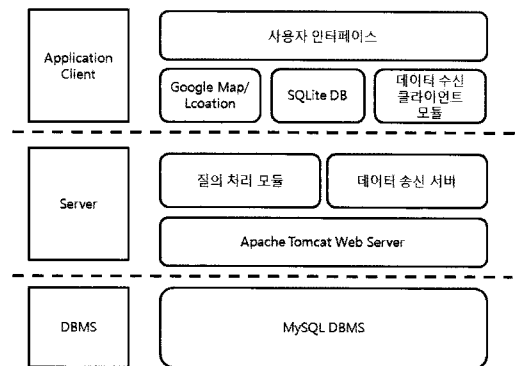 Application
Client
사용자 인터페이스
Google Map/
Lcoation
SQLite DB
데이터 수신
클라이언트
모듈
Server
질의 처리 모듈
데이터 송신 서버
Apache Tomcat Web Server
DBMS
MySQL DBMS